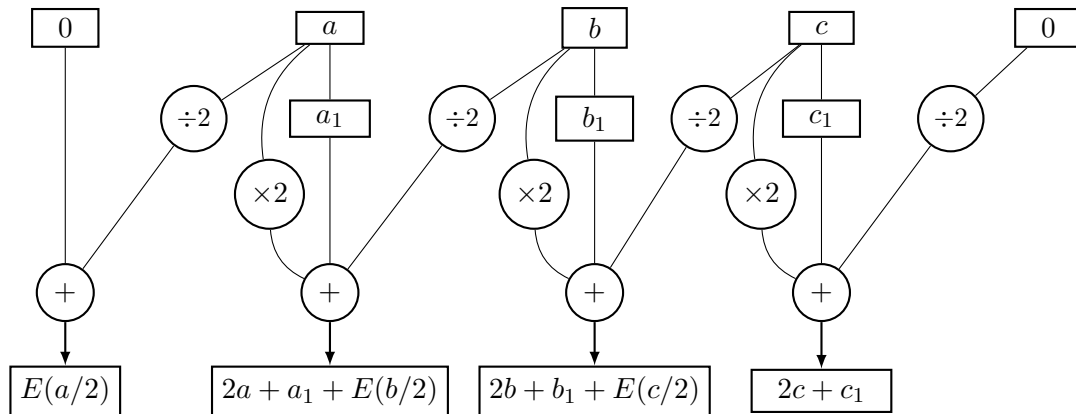 0 a b c 0
÷2 a₁ ÷2 b₁ ÷2 c₁ ÷2
×2 ×2 ×2
+ + + +
E(a/2) 2a + a₁ + E(b/2) 2b + b₁ + E(c/2) 2c + c₁